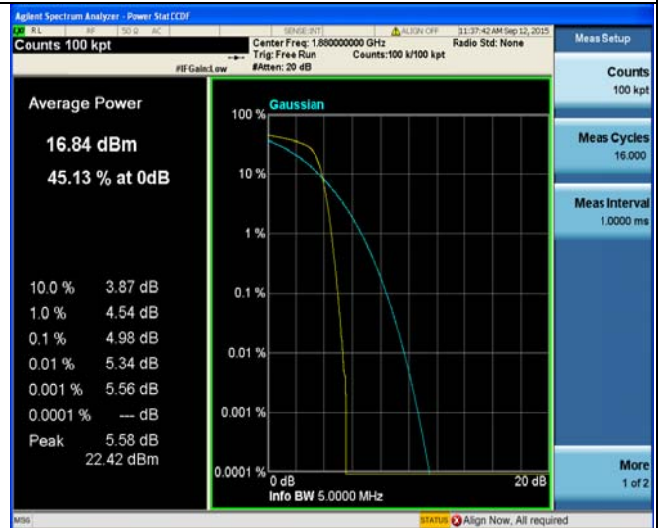 Agilent Spectrum Analyzer - Power Stat CCDF
RL RF 50 Ω AC SENSE:INT ALIGN OFF 11:37:42 AM Sep 12, 2015
Counts 100 kpt
Center Freq: 1.880000000 GHz
Radio Std: None
Trig: Free Run Counts:100 k/100 kpt
#IFGain:Low #Atten: 20 dB
Meas Setup
Counts
100 kpt
Meas Cycles
16.000
Meas Interval
1.0000 ms
More
1 of 2
Average Power
16.84 dBm
45.13 % at 0dB
10.0 % 3.87 dB
1.0 % 4.54 dB
0.1 % 4.98 dB
0.01 % 5.34 dB
0.001 % 5.56 dB
0.0001 % --- dB
Peak 5.58 dB
22.42 dBm
Gaussian
100 %
10 %
1 %
0.1 %
0.01 %
0.001 %
0.0001 %
0 dB 20 dB
Info BW 5.0000 MHz
MSG STATUS Align Now, All required